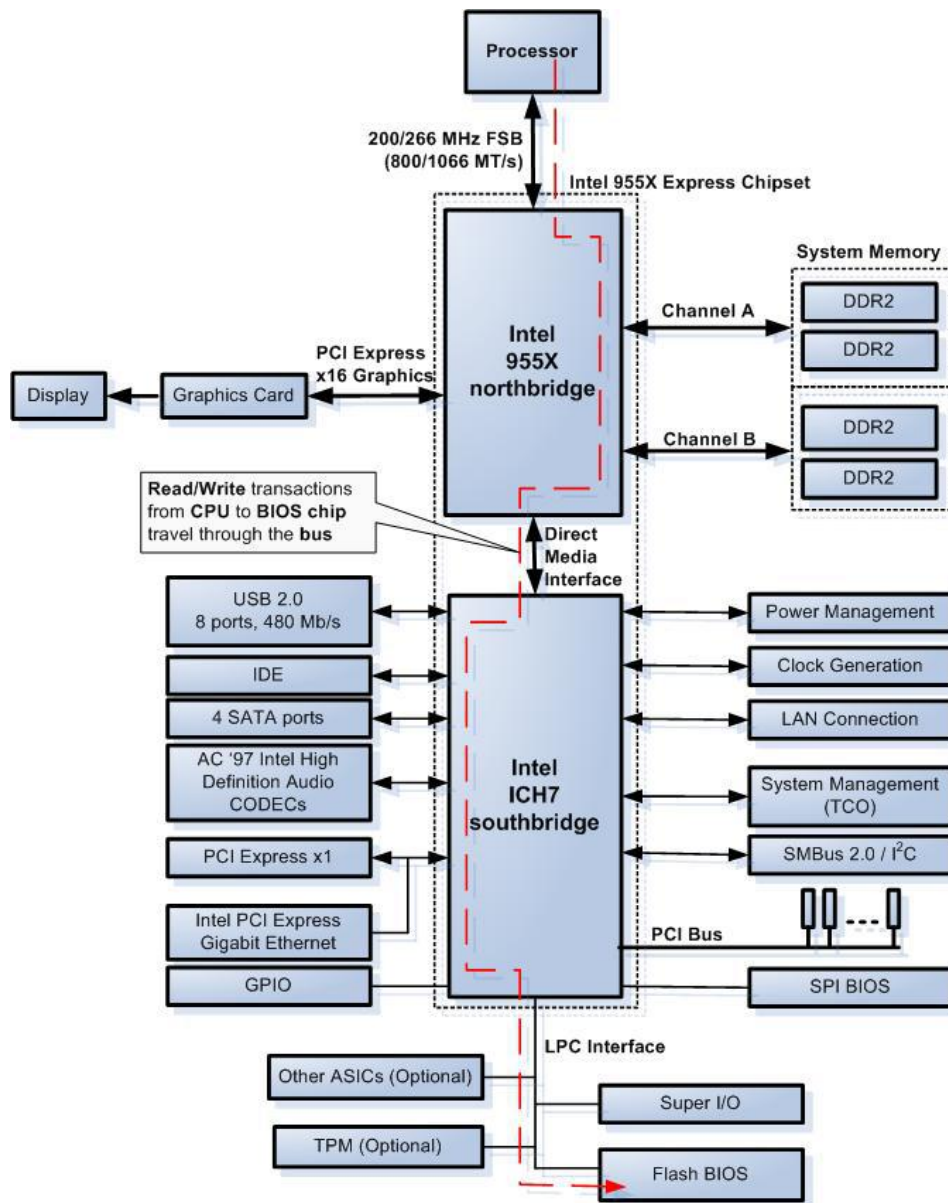 Processor
200/266 MHz FSB
(800/1066 MT/s)
Intel 955X Express Chipset
System Memory
Intel
955X
northbridge
Channel A
DDR2
DDR2
PCI Express
x16 Graphics
Display
Graphics Card
Channel B
DDR2
DDR2
Read/Write transactions
from CPU to BIOS chip
travel through the bus
Direct
Media
Interface
USB 2.0
8 ports, 480 Mb/s
IDE
4 SATA ports
AC '97 Intel High
Definition Audio
CODECs
PCI Express x1
Intel PCI Express
Gigabit Ethernet
GPIO
Intel
ICH7
southbridge
Power Management
Clock Generation
LAN Connection
System Management
(TCO)
SMBus 2.0 / I²C
PCI Bus
SPI BIOS
LPC Interface
Other ASICs (Optional)
Super I/O
TPM (Optional)
Flash BIOS